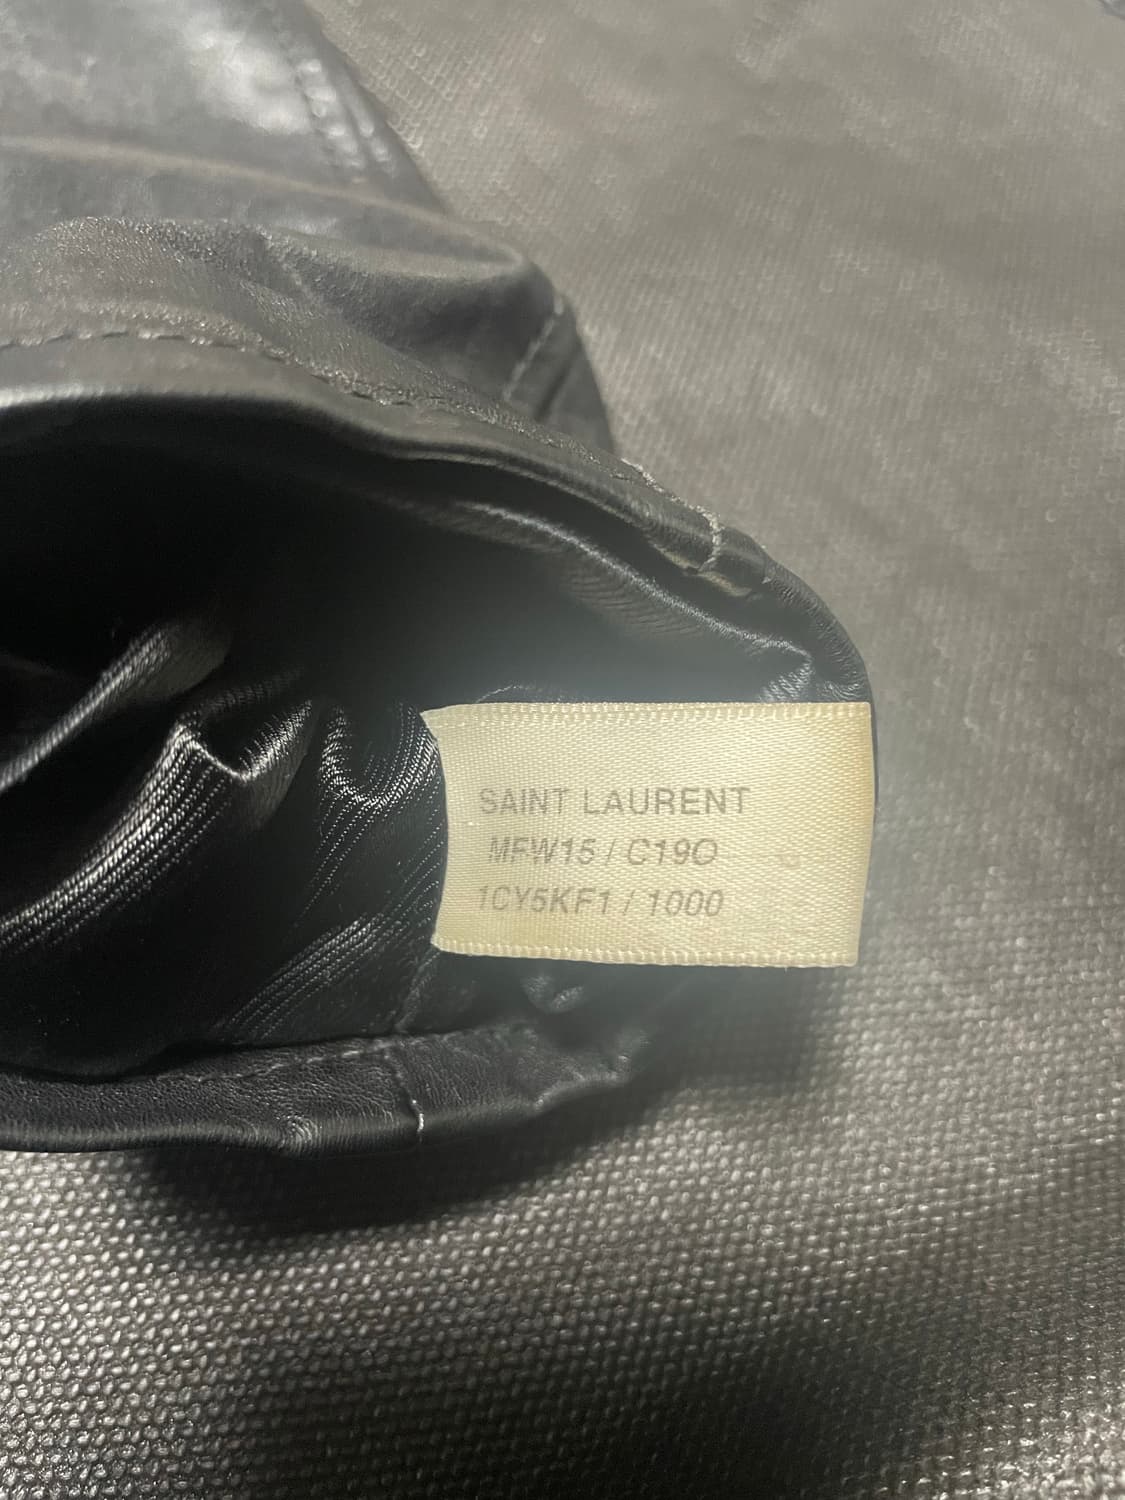 SAINT LAURENT
MFW15 / C19O
1CY5KF1 / 1000